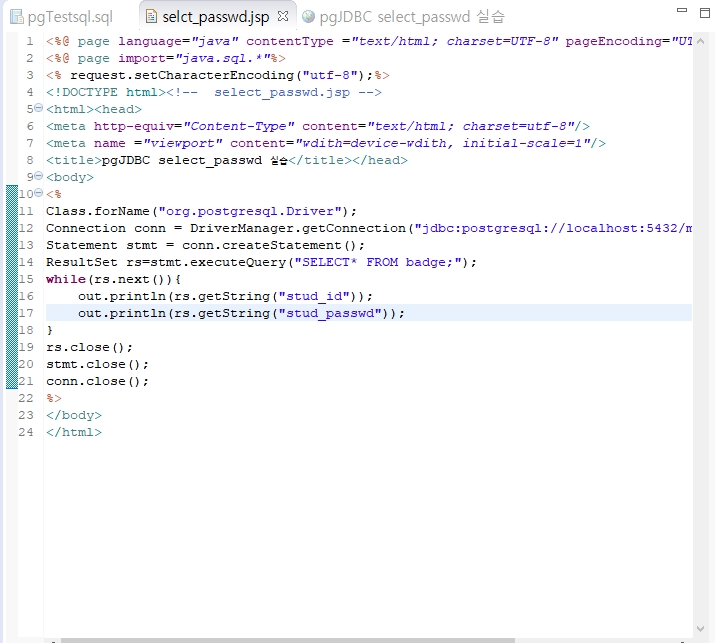 pgTestsql.sql selct_passwd.jsp pgJDBC select_passwd 실습
1 <%@ page language="java" contentType ="text/html; charset=UTF-8" pageEncoding="UT
2 <%@ page import="java.sql.*"%>
3 <% request.setCharacterEncoding("utf-8");%>
4 <!DOCTYPE html><!-- select_passwd.jsp -->
5 <html><head>
6 <meta http-equiv="Content-Type" content="text/html; charset=utf-8"/>
7 <meta name ="viewport" content="wdith=device-wdith, initial-scale=1"/>
8 <title>pgJDBC select_passwd 실습</title></head>
9 <body>
10 <%
11 Class.forName("org.postgresql.Driver");
12 Connection conn = DriverManager.getConnection("jdbc:postgresql://localhost:5432/m
13 Statement stmt = conn.createStatement();
14 ResultSet rs=stmt.executeQuery("SELECT* FROM badge;");
15 while(rs.next()){
16 out.println(rs.getString("stud_id"));
17 out.println(rs.getString("stud_passwd"));
18 }
19 rs.close();
20 stmt.close();
21 conn.close();
22 %>
23 </body>
24 </html>